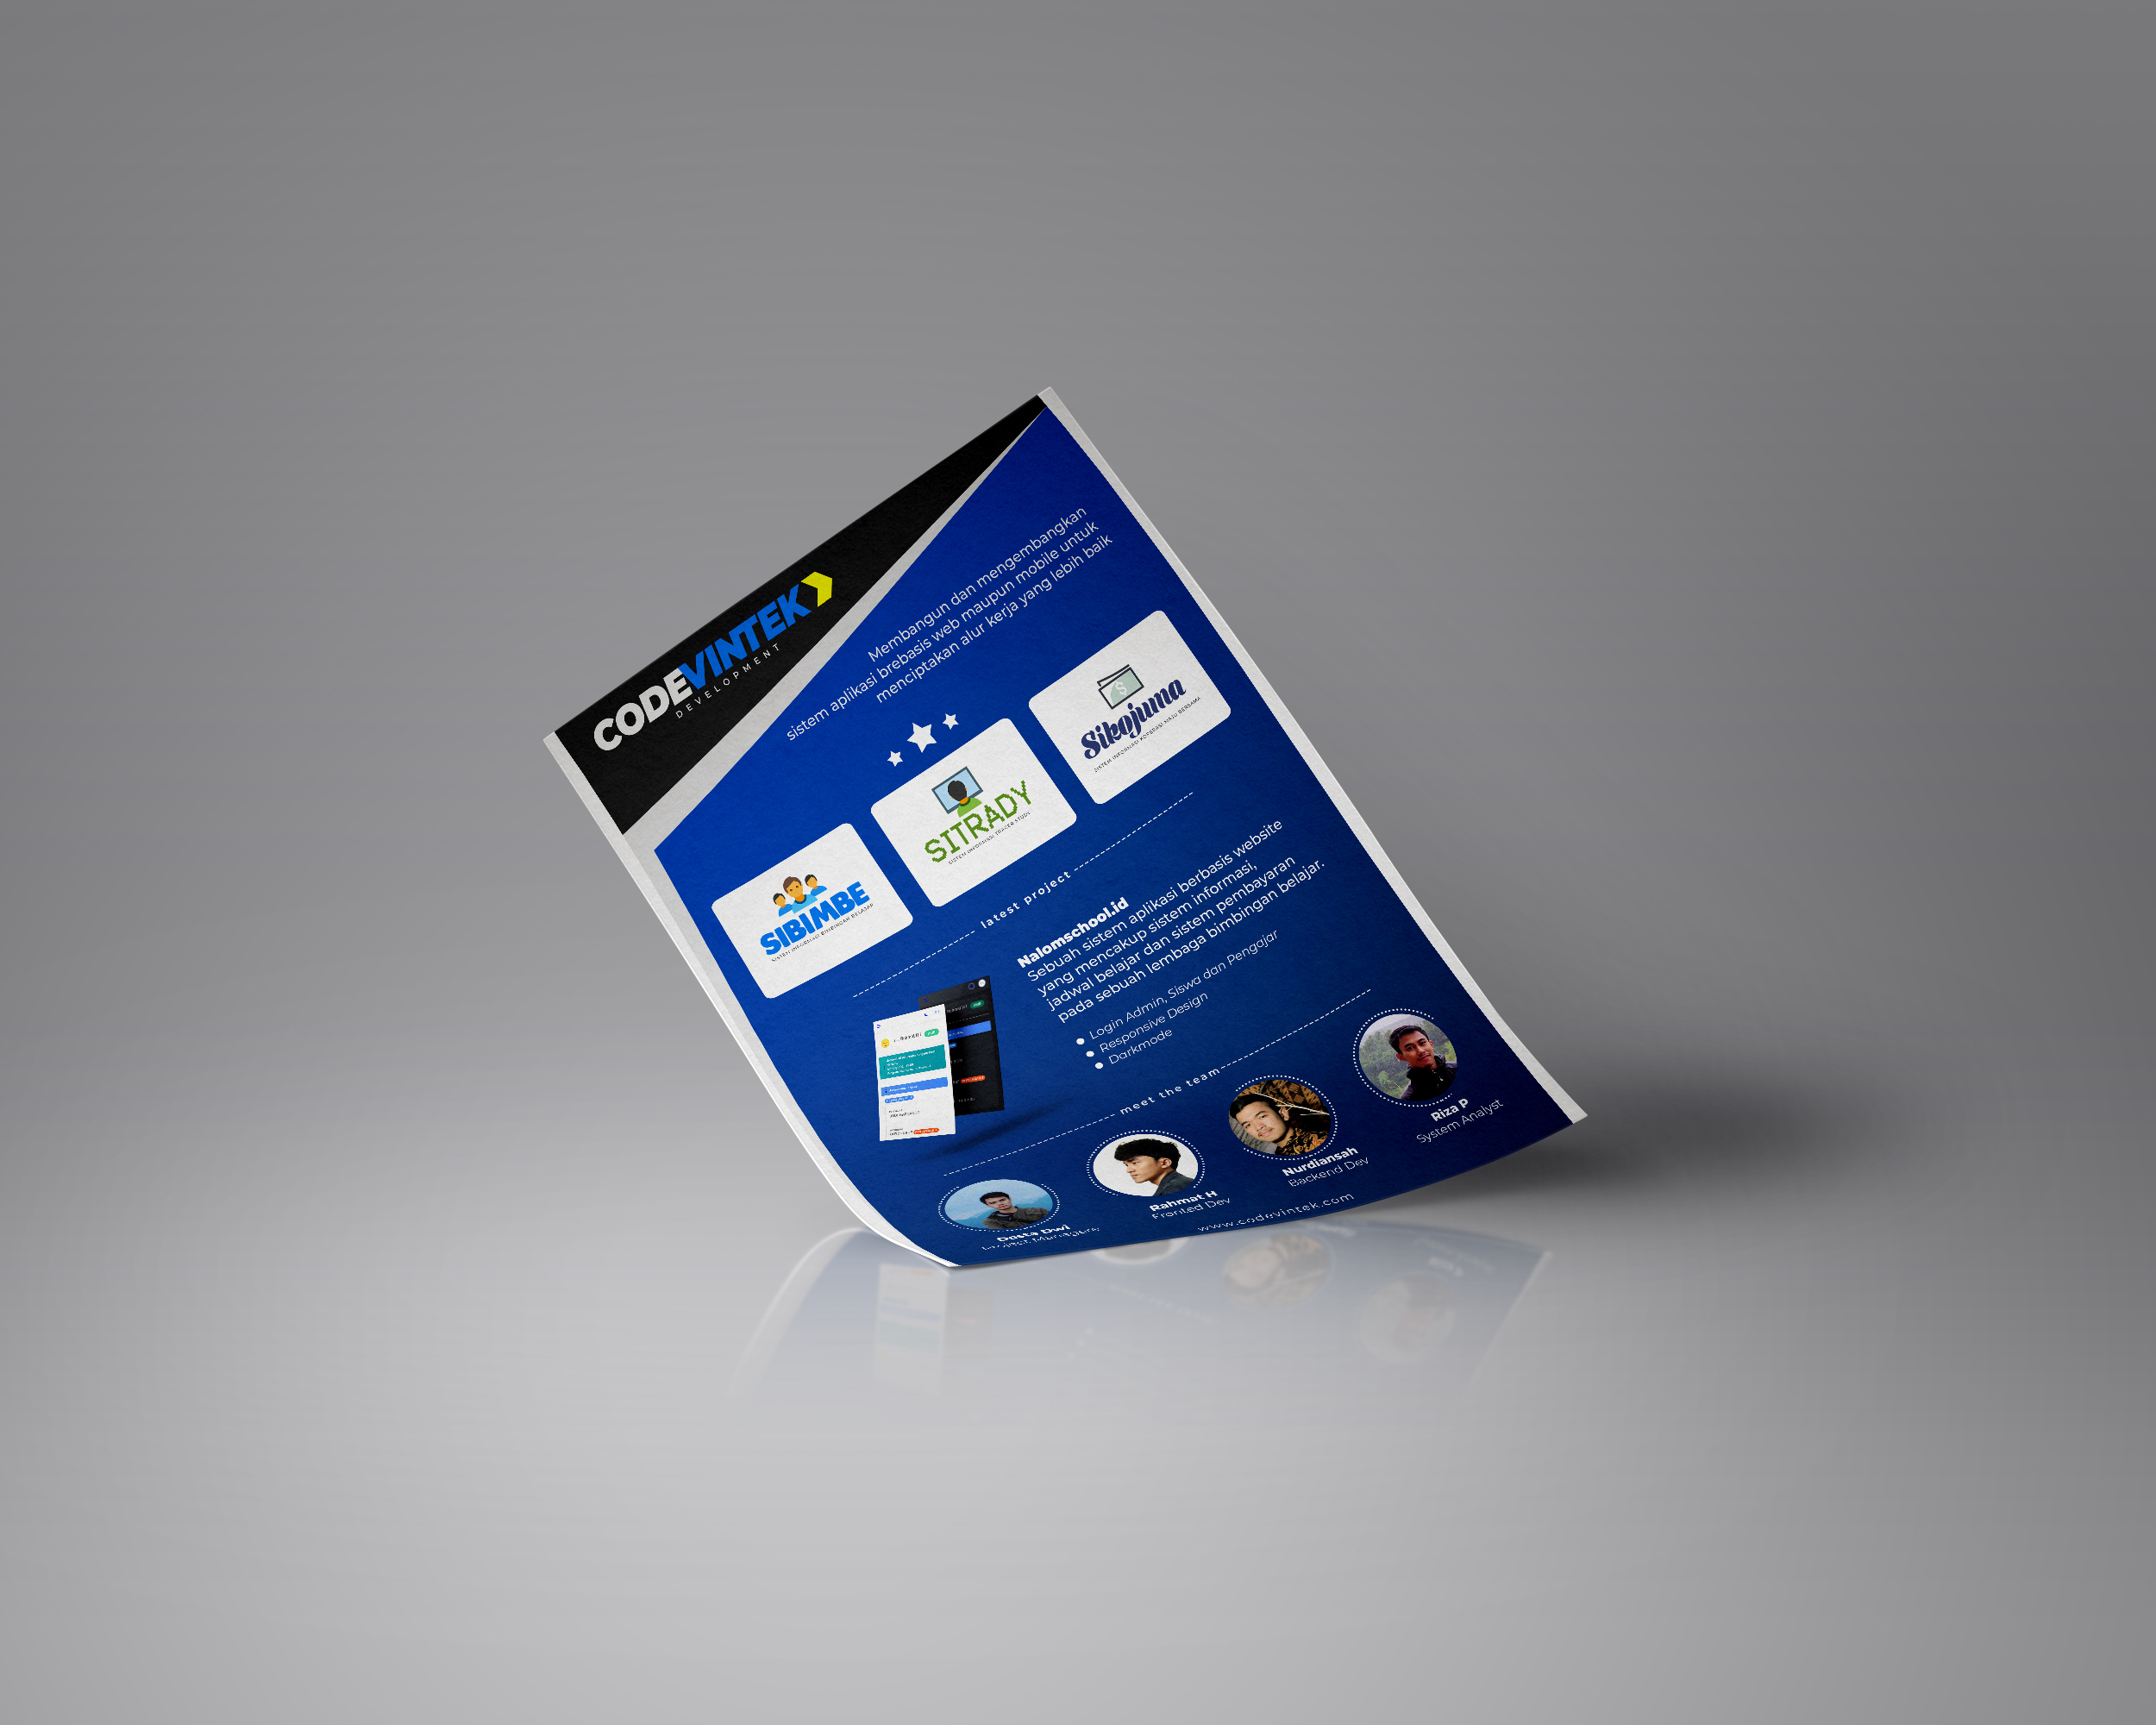 CODEVINTEK
DEVELOPMENT
Membangun dan mengembangkan
sistem aplikasi brebasis web maupun mobile untuk
menciptakan alur kerja yang lebih baik
SIBIMBE
SISTEM INFORMASI BIMBINGAN BELAJAR
SITRADY
SISTEM INFORMASI TRACER STUDY
Sikojuma
SISTEM INFORMASI KOPERASI MAJU BERSAMA
latest project
Nalomschool.id
Sebuah sistem aplikasi berbasis website
yang mencakup sistem informasi,
jadwal belajar dan sistem pembayaran
pada sebuah lembaga bimbingan belajar.
Login Admin, Siswa dan Pengajar
Responsive Design
Darkmode
meet the team
Dosta Dwi
Project Manager
Rahmat H
Fronted Dev
Nurdiansah
Backend Dev
Riza P
System Analyst
www.codevintek.com